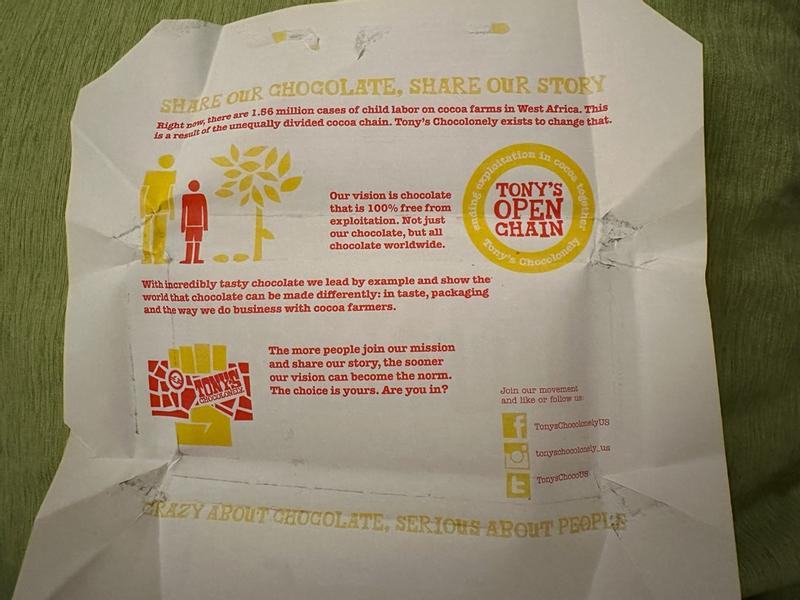 SHARE OUR CHOCOLATE, SHARE OUR STORY
Right now, there are 1.56 million cases of child labor on cocoa farms in West Africa. This
is a result of the unequally divided cocoa chain. Tony's Chocolonely exists to change that.
Our vision is chocolate
that is 100% free from
exploitation. Not just
our chocolate, but all
chocolate worldwide.
ending exploitation in cocoa together
TONY'S
OPEN
CHAIN
Tony's Chocolonely
With incredibly tasty chocolate we lead by example and show the
world that chocolate can be made differently: in taste, packaging
and the way we do business with cocoa farmers.
TONY'S
CHOCOLONELY
The more people join our mission
and share our story, the sooner
our vision can become the norm.
The choice is yours. Are you in?
Join our movement
and like or follow us:
f TonysChocolonelyUS
tonyschocolonely_us
t TonysChocoUS
CRAZY ABOUT CHOCOLATE, SERIOUS ABOUT PEOPLE